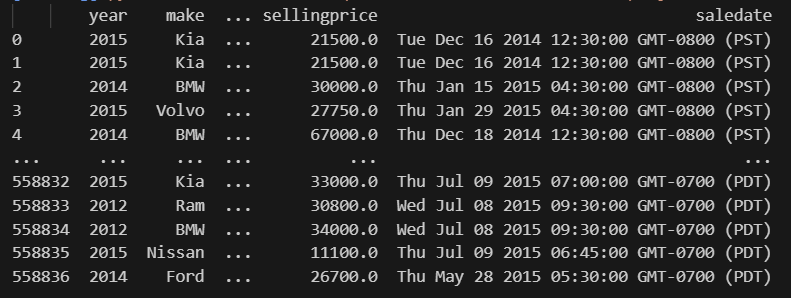 year make ... sellingprice saledate
0 2015 Kia ... 21500.0 Tue Dec 16 2014 12:30:00 GMT-0800 (PST)
1 2015 Kia ... 21500.0 Tue Dec 16 2014 12:30:00 GMT-0800 (PST)
2 2014 BMW ... 30000.0 Thu Jan 15 2015 04:30:00 GMT-0800 (PST)
3 2015 Volvo ... 27750.0 Thu Jan 29 2015 04:30:00 GMT-0800 (PST)
4 2014 BMW ... 67000.0 Thu Dec 18 2014 12:30:00 GMT-0800 (PST)
... ... ... ... ... ...
558832 2015 Kia ... 33000.0 Thu Jul 09 2015 07:00:00 GMT-0700 (PDT)
558833 2012 Ram ... 30800.0 Wed Jul 08 2015 09:30:00 GMT-0700 (PDT)
558834 2012 BMW ... 34000.0 Wed Jul 08 2015 09:30:00 GMT-0700 (PDT)
558835 2015 Nissan ... 11100.0 Thu Jul 09 2015 06:45:00 GMT-0700 (PDT)
558836 2014 Ford ... 26700.0 Thu May 28 2015 05:30:00 GMT-0700 (PDT)